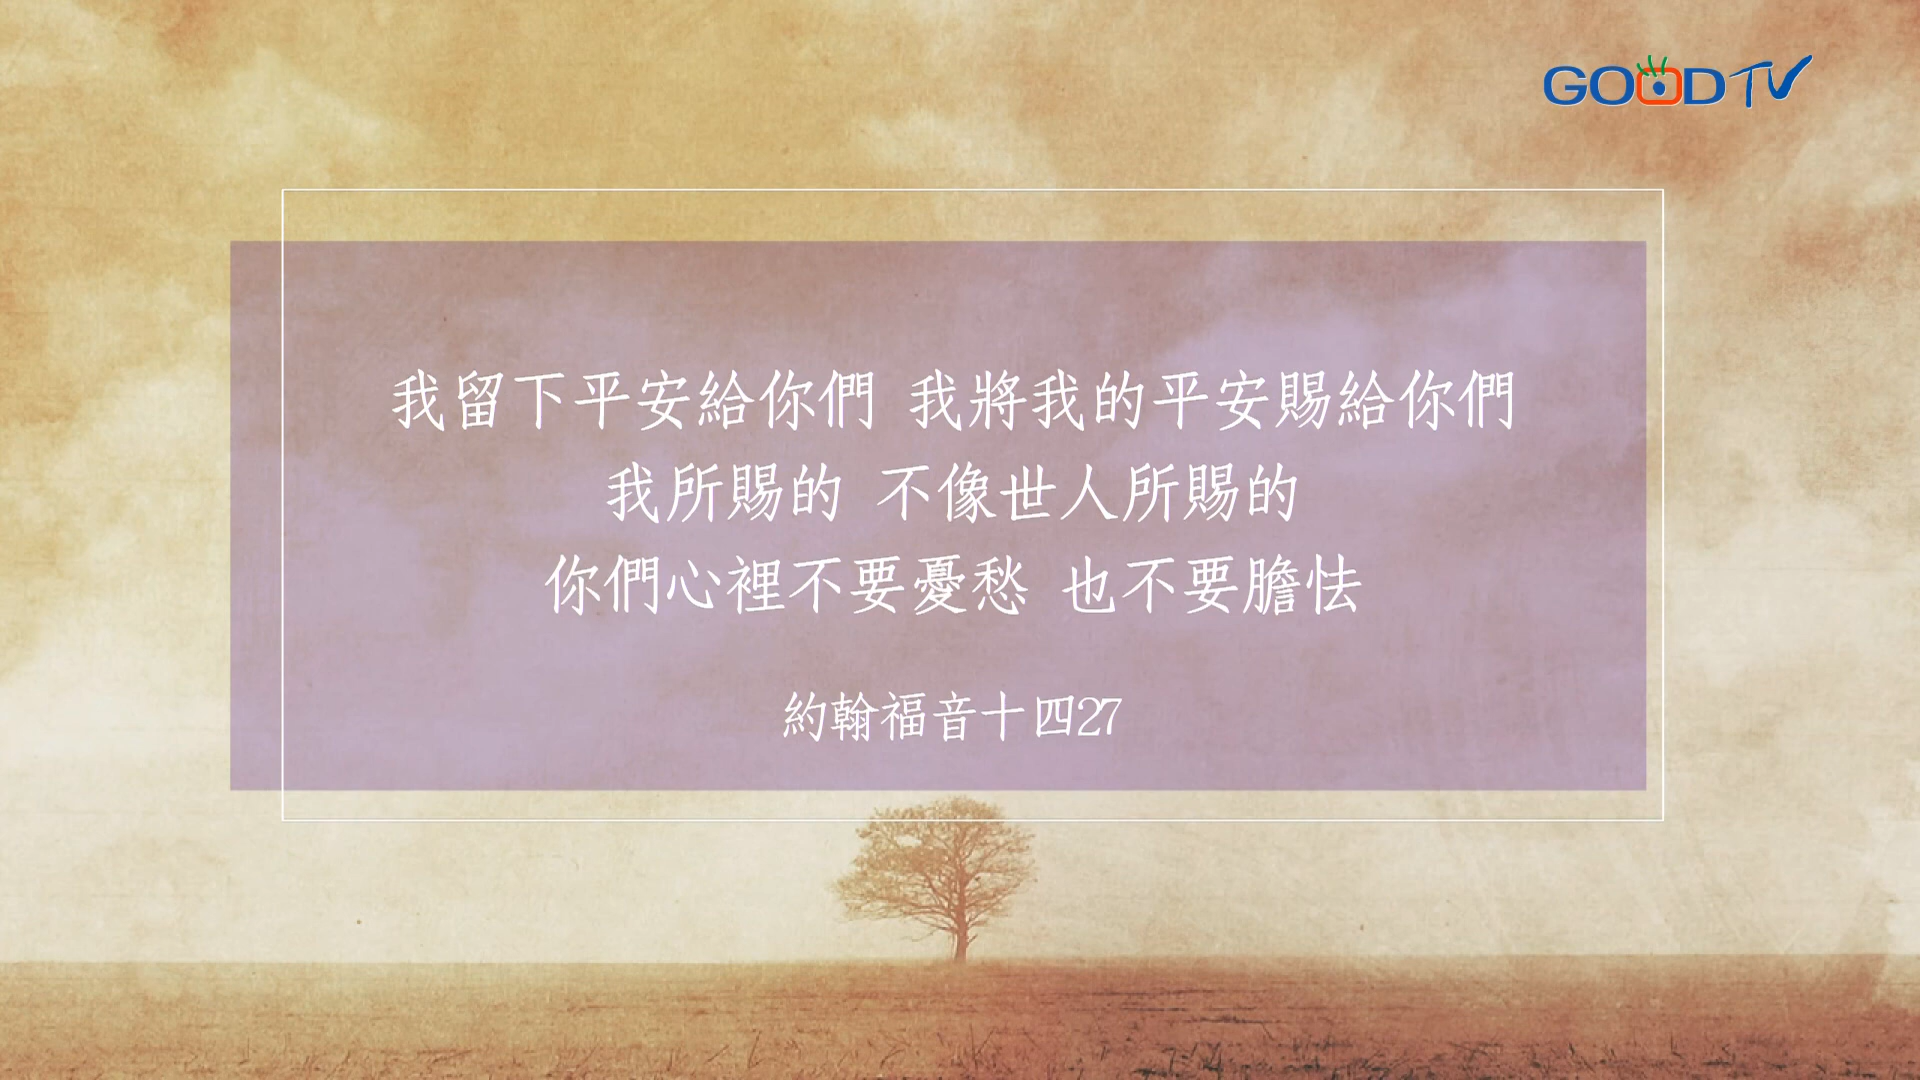 GOODTV
我留下平安給你們 我將我的平安賜給你們
我所賜的 不像世人所賜的
你們心裡不要憂愁 也不要膽怯
約翰福音十四27